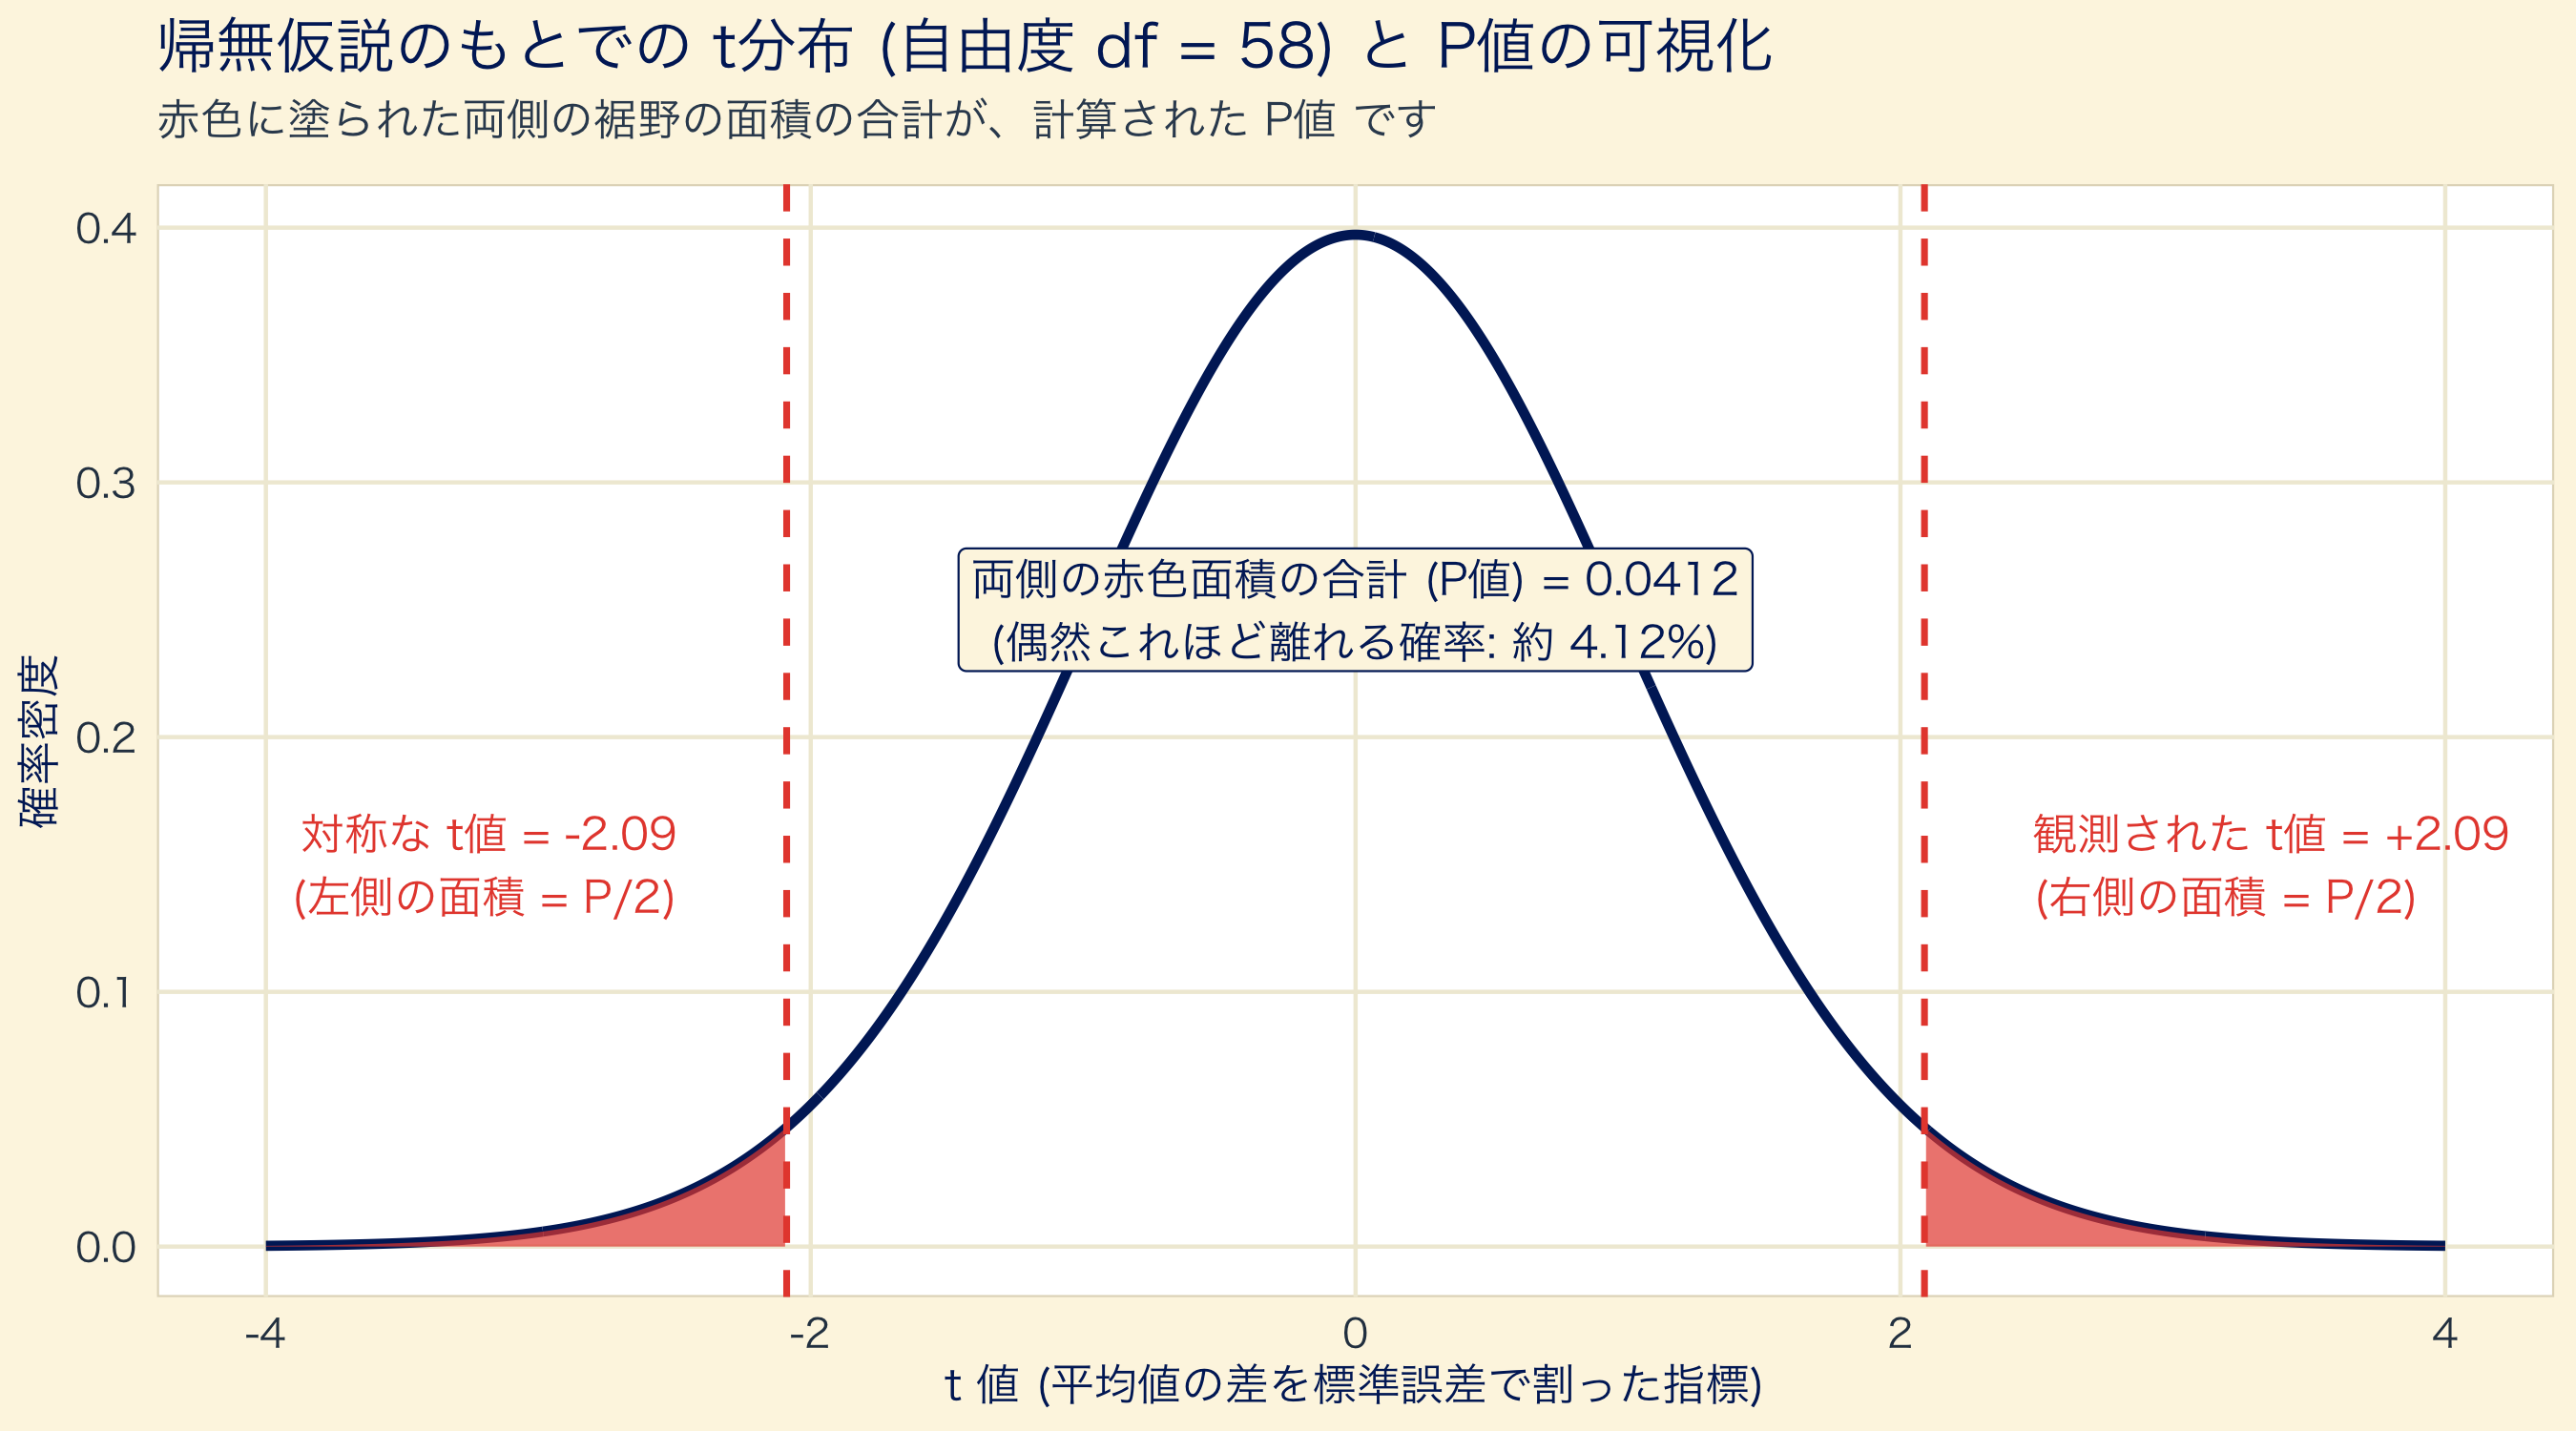 帰無仮説のもとでの t分布 (自由度 df = 58) と P値の可視化
赤色に塗られた両側の裾野の面積の合計が、計算された P値 です
確率密度
0.4
0.3
0.2
0.1
0.0
両側の赤色面積の合計 (P値) = 0.0412
(偶然これほど離れる確率: 約 4.12%)
対称な t値 = -2.09
(左側の面積 = P/2)
観測された t値 = +2.09
(右側の面積 = P/2)
-4
-2
0
2
4
t 値 (平均値の差を標準誤差で割った指標)